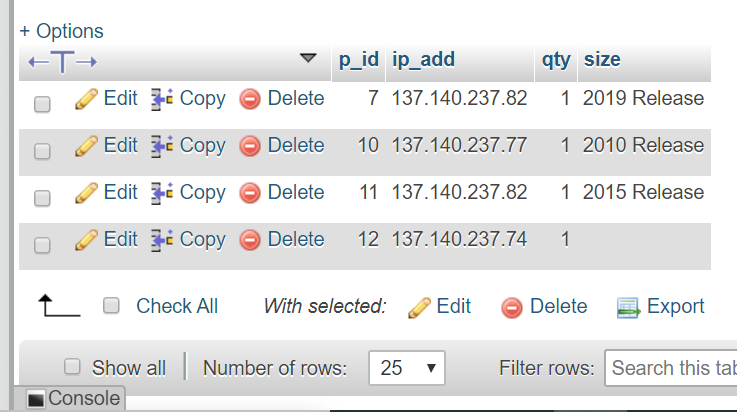 + Options
p_id ip_add qty size
Edit Copy Delete 7 137.140.237.82 1 2019 Release
Edit Copy Delete 10 137.140.237.77 1 2010 Release
Edit Copy Delete 11 137.140.237.82 1 2015 Release
Edit Copy Delete 12 137.140.237.74 1
Check All With selected: Edit Delete Export
Show all Number of rows: 25 Filter rows: Search this tab
Console